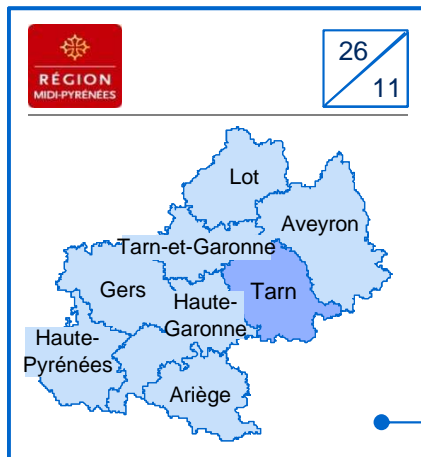 RÉGION
MIDI-PYRÉNÉES
26
11
Lot
Aveyron
Tarn-et-Garonne
Gers
Haute-
Garonne
Tarn
Haute-
Pyrénées
Ariège